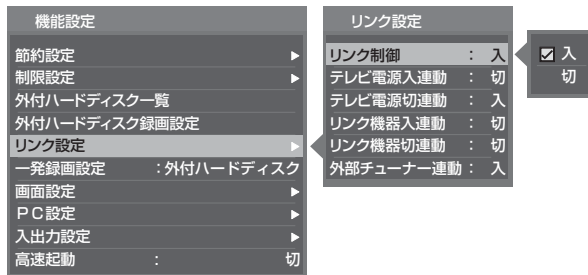 機能設定
節約設定
制限設定
外付ハードディスク一覧
外付ハードディスク録画設定
リンク設定
一発録画設定 :外付ハードディスク
画面設定
PC設定
入出力設定
高速起動 : 切
リンク設定
リンク制御 : 入
テレビ電源入連動 : 切
テレビ電源切連動 : 入
リンク機器入連動 : 切
リンク機器切連動 : 切
外部チューナー連動 : 入
入
切